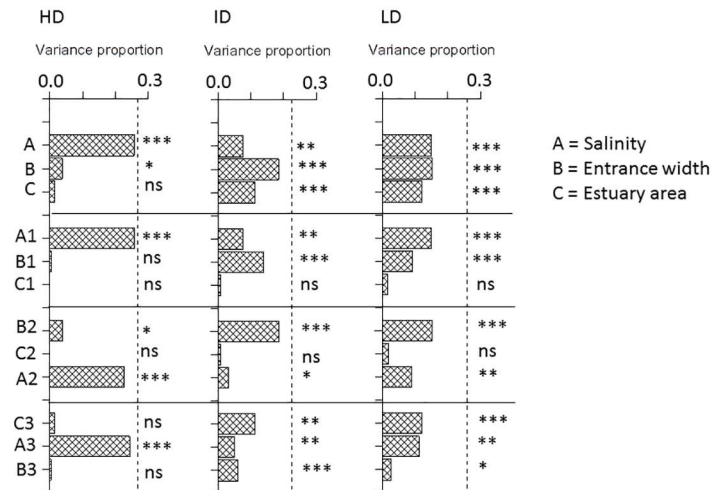 HD ID LD
Variance proportion Variance proportion Variance proportion
0.0 0.3 0.0 0.3 0.0 0.3
A *** ** *** A = Salinity
B * *** *** B = Entrance width
C ns *** *** C = Estuary area
A1 *** ** ***
B1 ns *** ***
C1 ns ns ns
B2 * *** ***
C2 ns ns ns
A2 *** * **
C3 ns ** ***
A3 *** ** **
B3 ns *** *